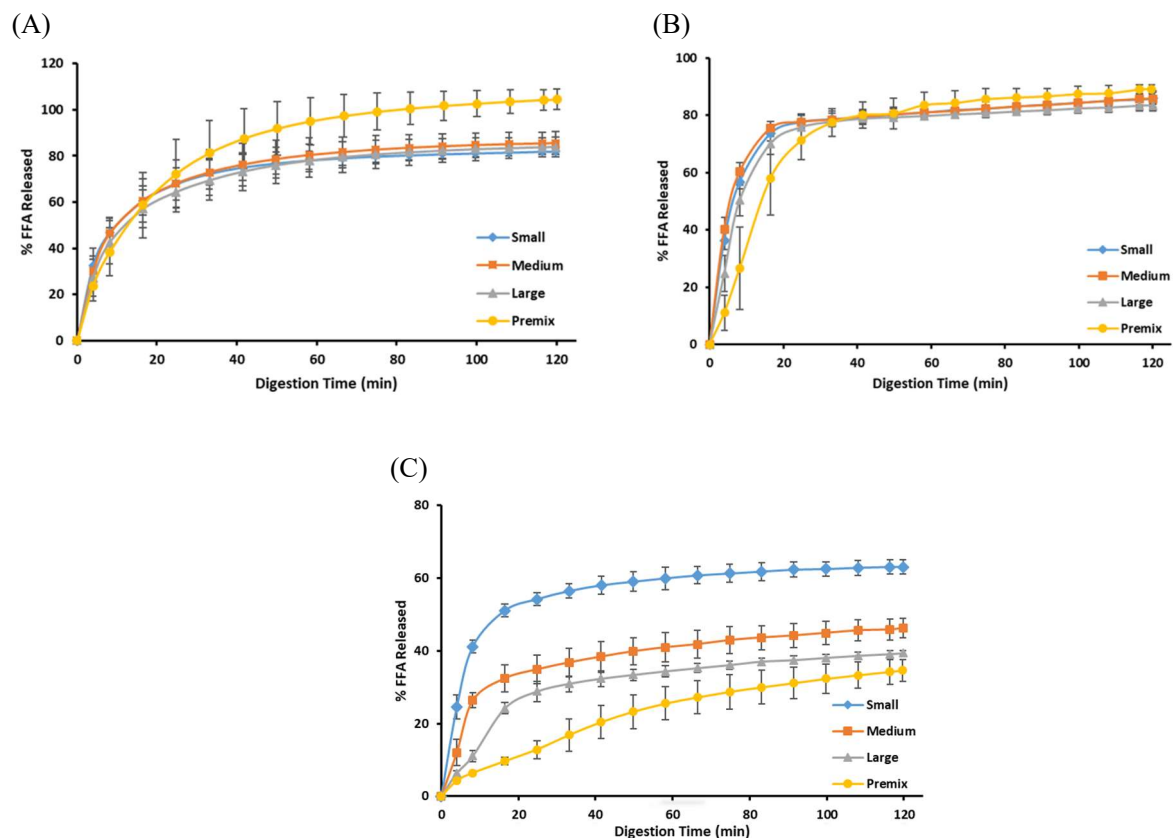 (A)
120
100
80
60
40
20
0
% FFA Released
0 20 40 60 80 100 120
Digestion Time (min)
Small
Medium
Large
Premix
(B)
100
80
60
40
20
0
% FFA Released
0 20 40 60 80 100 120
Digestion Time (min)
Small
Medium
Large
Premix
(C)
80
60
40
20
0
% FFA Released
0 20 40 60 80 100 120
Digestion Time (min)
Small
Medium
Large
Premix